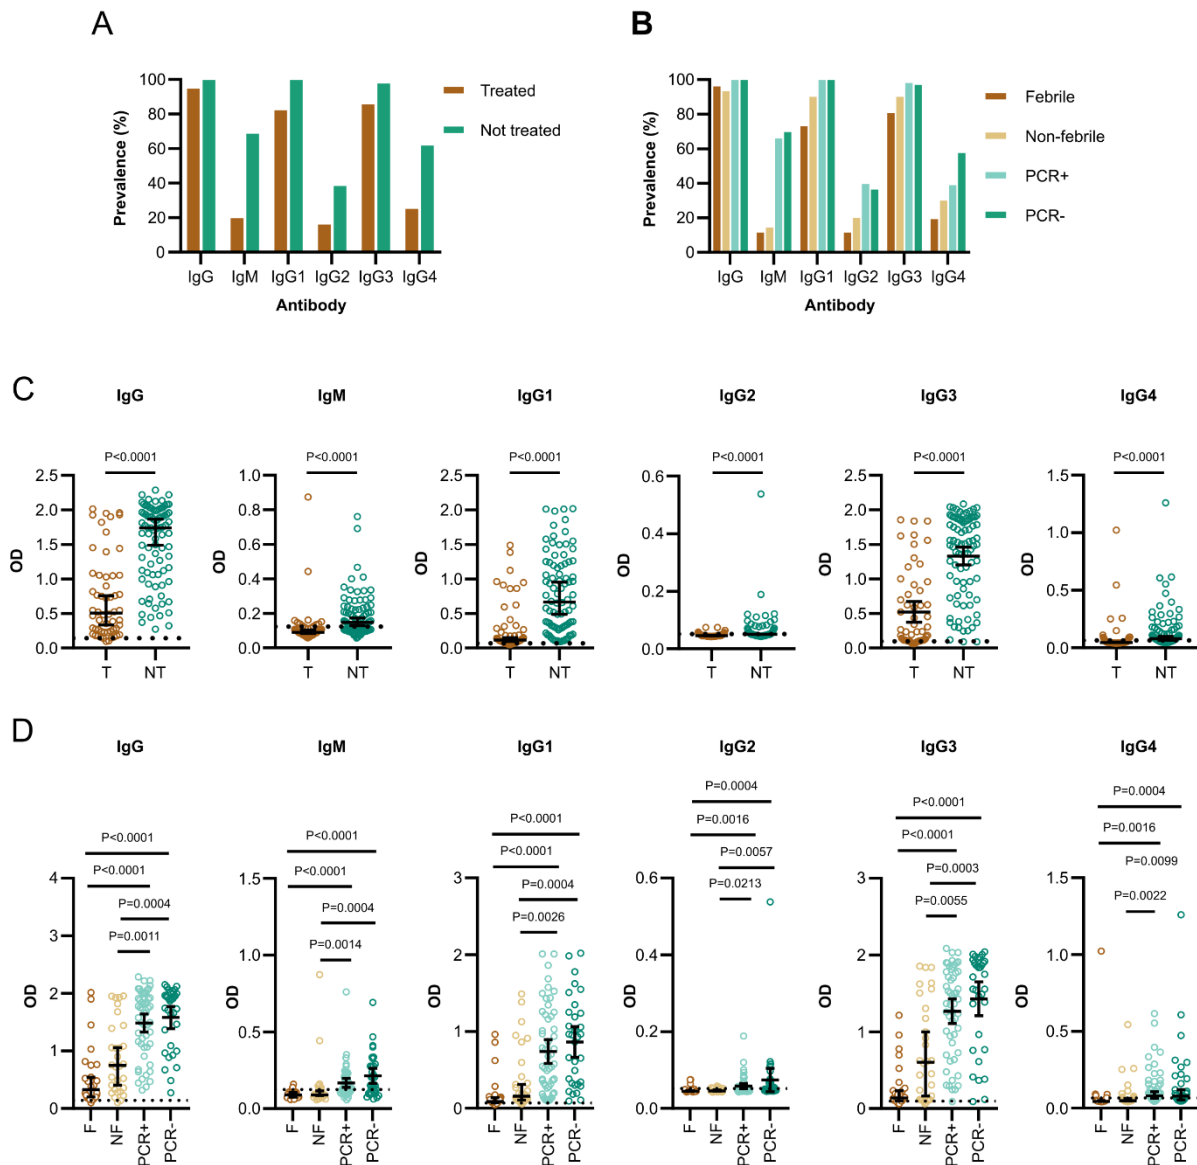 A
100
80
60
40
20
0
Prevalence (%)
IgG IgM IgG1 IgG2 IgG3 IgG4
Antibody
Treated
Not treated
B
100
80
60
40
20
0
Prevalence (%)
IgG IgM IgG1 IgG2 IgG3 IgG4
Antibody
Febrile
Non-febrile
PCR+
PCR-
C
IgG
P<0.0001
2.5
2.0
1.5
1.0
0.5
0.0
OD
T NT
IgM
P<0.0001
1.0
0.8
0.6
0.4
0.2
0.0
OD
T NT
IgG1
P<0.0001
2.5
2.0
1.5
1.0
0.5
0.0
OD
T NT
IgG2
P<0.0001
0.6
0.4
0.2
0.0
OD
T NT
IgG3
P<0.0001
2.5
2.0
1.5
1.0
0.5
0.0
OD
T NT
IgG4
P<0.0001
1.5
1.0
0.5
0.0
OD
T NT
D
IgG
P<0.0001
P<0.0001
P=0.0004
P=0.0011
4
3
2
1
0
OD
F NF PCR+ PCR-
IgM
P<0.0001
P<0.0001
P=0.0004
P=0.0014
1.5
1.0
0.5
0.0
OD
F NF PCR+ PCR-
IgG1
P<0.0001
P<0.0001
P=0.0004
P=0.0026
3
2
1
0
OD
F NF PCR+ PCR-
IgG2
P=0.0004
P=0.0016
P=0.0057
P=0.0213
0.6
0.4
0.2
0.0
OD
F NF PCR+ PCR-
IgG3
P<0.0001
P<0.0001
P=0.0003
P=0.0055
3
2
1
0
OD
F NF PCR+ PCR-
IgG4
P=0.0004
P=0.0016
P=0.0099
P=0.0022
1.5
1.0
0.5
0.0
OD
F NF PCR+ PCR-